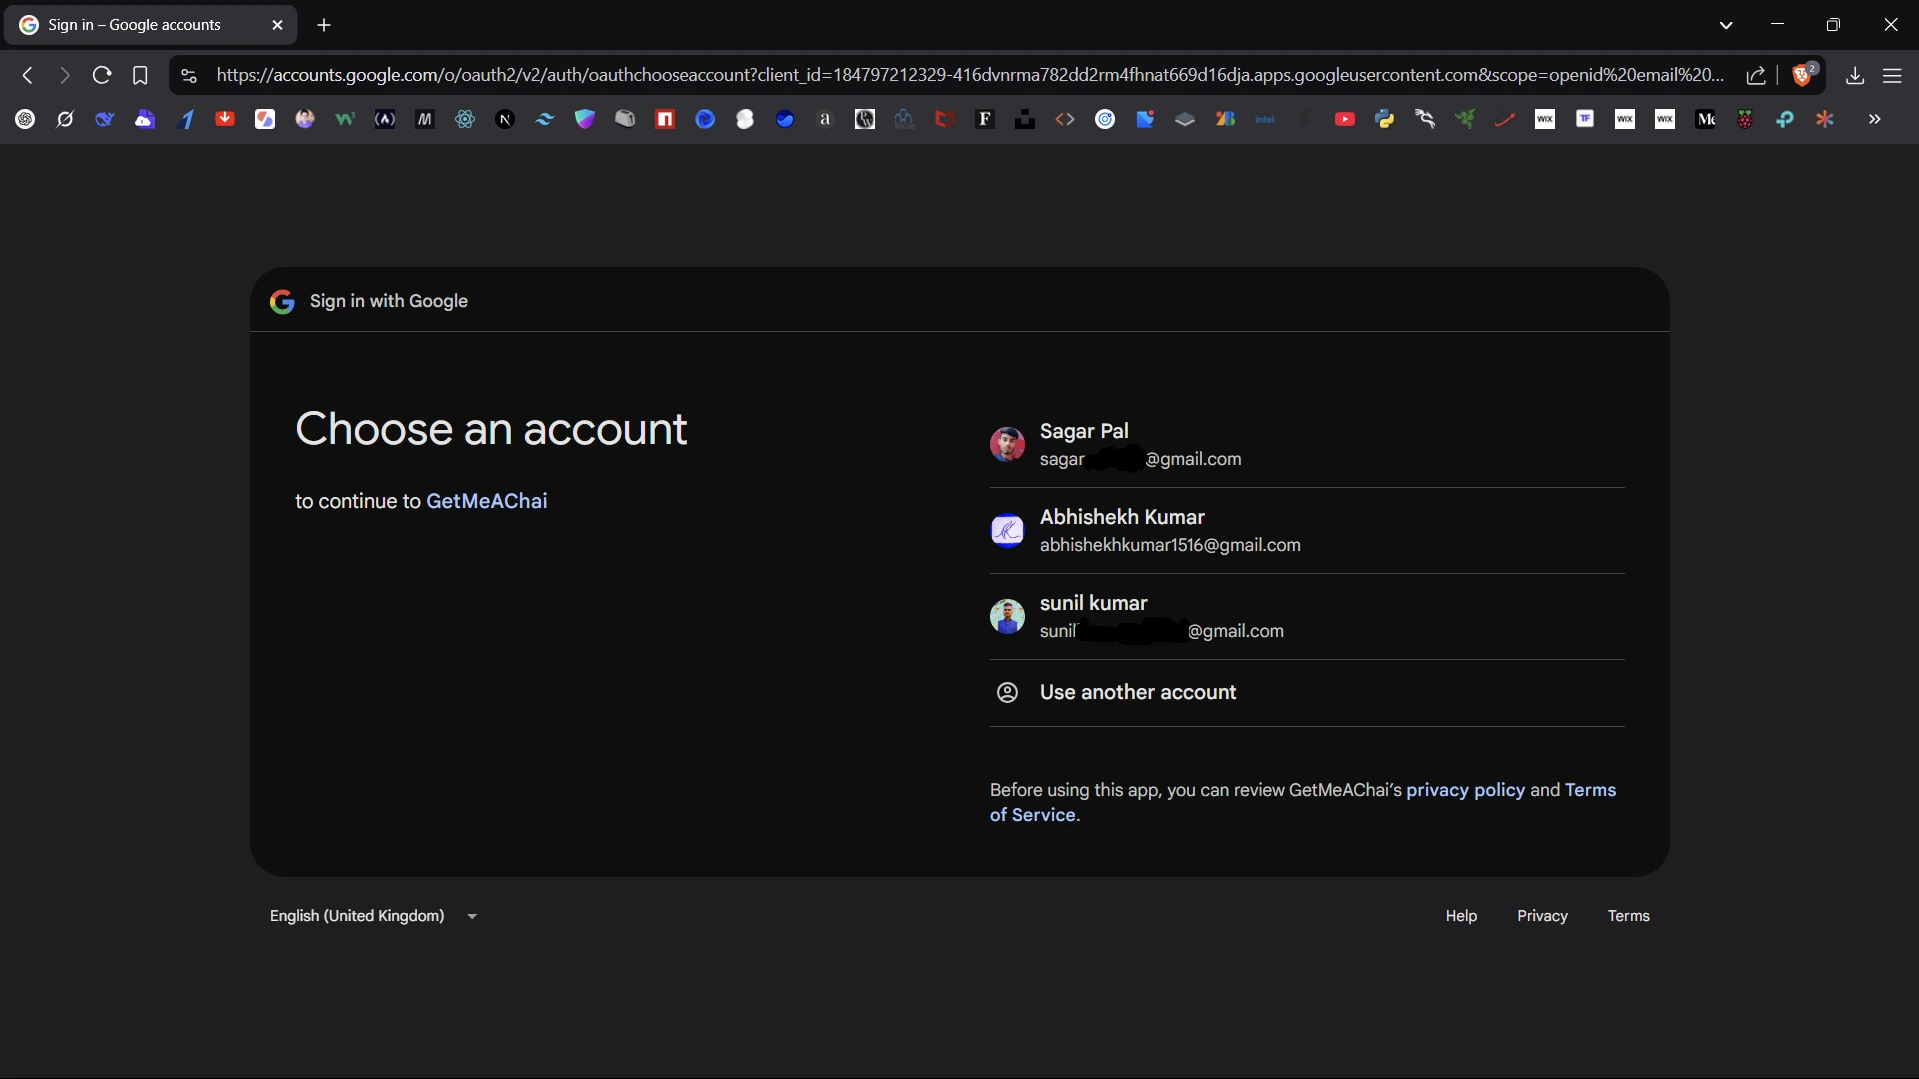 Sign in – Google accounts
https://accounts.google.com/o/oauth2/v2/auth/oauthchooseaccount?client_id=184797212329-416dvnrma782dd2rm4fhnat669d16dja.apps.googleusercontent.com&scope=openid%20email%20...
2
Sign in with Google
Choose an account
to continue to GetMeAChai
Sagar Pal
sagar @gmail.com
Abhishekh Kumar
abhishekhkumar1516@gmail.com
sunil kumar
sunil @gmail.com
Use another account
Before using this app, you can review GetMeAChai's privacy policy and Terms
of Service.
English (United Kingdom)
Help Privacy Terms